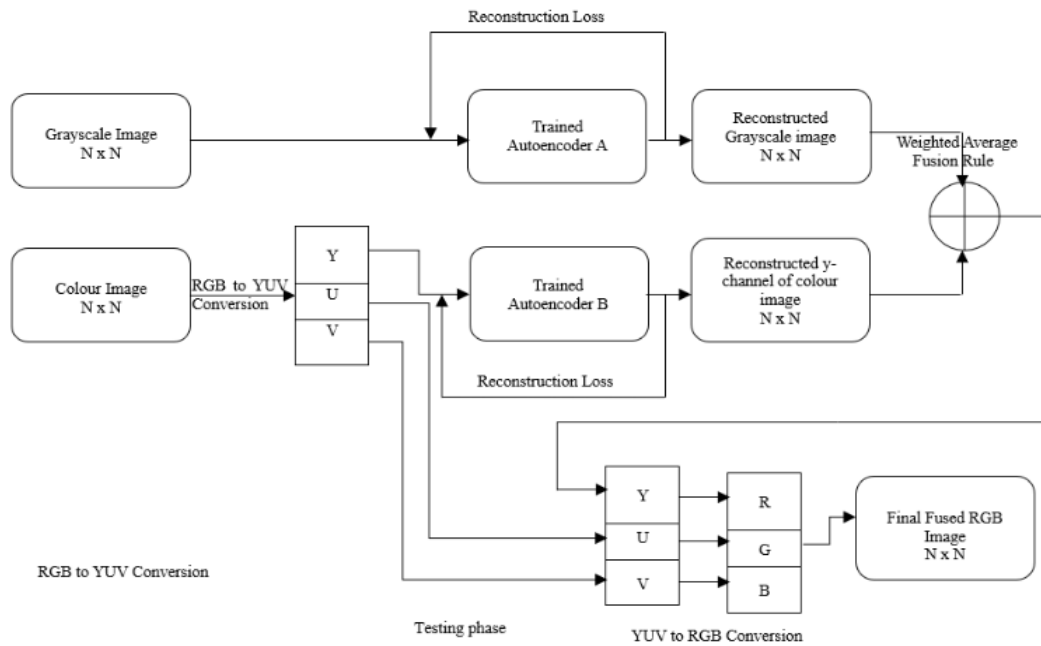 Reconstruction Loss
Grayscale Image
N x N
Trained
Autoencoder A
Reconstructed
Grayscale image
N x N
Weighted Average
Fusion Rule
Colour Image
N x N
RGB to YUV
Conversion
Y
U
V
Trained
Autoencoder B
Reconstructed y-
channel of colour
image
N x N
Reconstruction Loss
Y
U
V
R
G
B
Final Fused RGB
Image
N x N
RGB to YUV Conversion
Testing phase
YUV to RGB Conversion